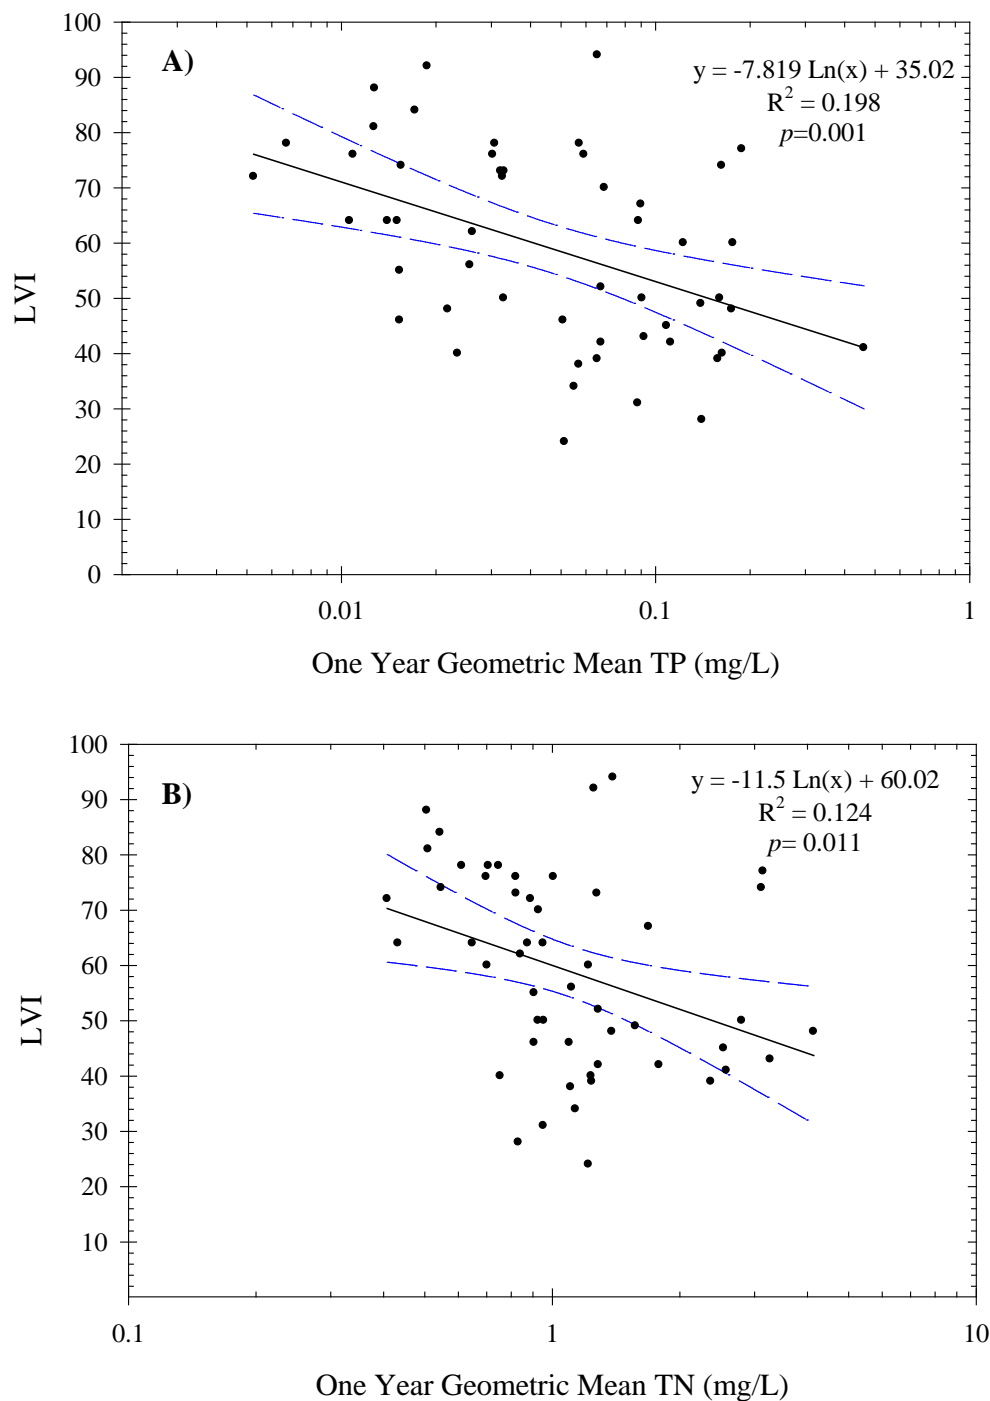 100
A)
y = -7.819 Ln(x) + 35.02
90
R² = 0.198
p=0.001
80
70
60
LVI
50
40
30
20
10
0
0.01 0.1 1
One Year Geometric Mean TP (mg/L)
100
B)
y = -11.5 Ln(x) + 60.02
90
R² = 0.124
p= 0.011
80
70
60
LVI
50
40
30
20
10
0.1 1 10
One Year Geometric Mean TN (mg/L)